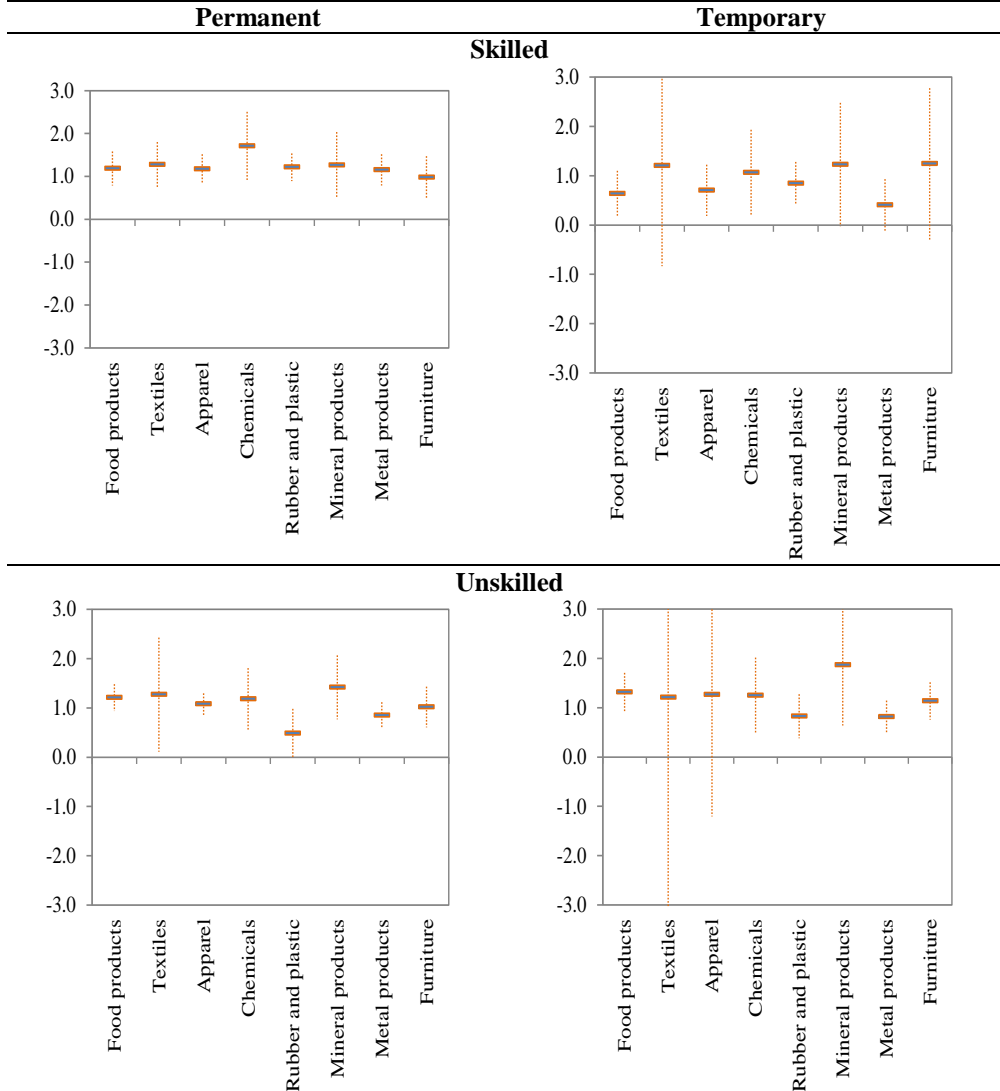 Permanent Temporary
Skilled
3.0
2.0
1.0
0.0
-1.0
-2.0
-3.0
Food products
Textiles
Apparel
Chemicals
Rubber and plastic
Mineral products
Metal products
Furniture
3.0
2.0
1.0
0.0
-1.0
-2.0
-3.0
Food products
Textiles
Apparel
Chemicals
Rubber and plastic
Mineral products
Metal products
Furniture
Unskilled
3.0
2.0
1.0
0.0
-1.0
-2.0
-3.0
Food products
Textiles
Apparel
Chemicals
Rubber and plastic
Mineral products
Metal products
Furniture
3.0
2.0
1.0
0.0
-1.0
-2.0
-3.0
Food products
Textiles
Apparel
Chemicals
Rubber and plastic
Mineral products
Metal products
Furniture